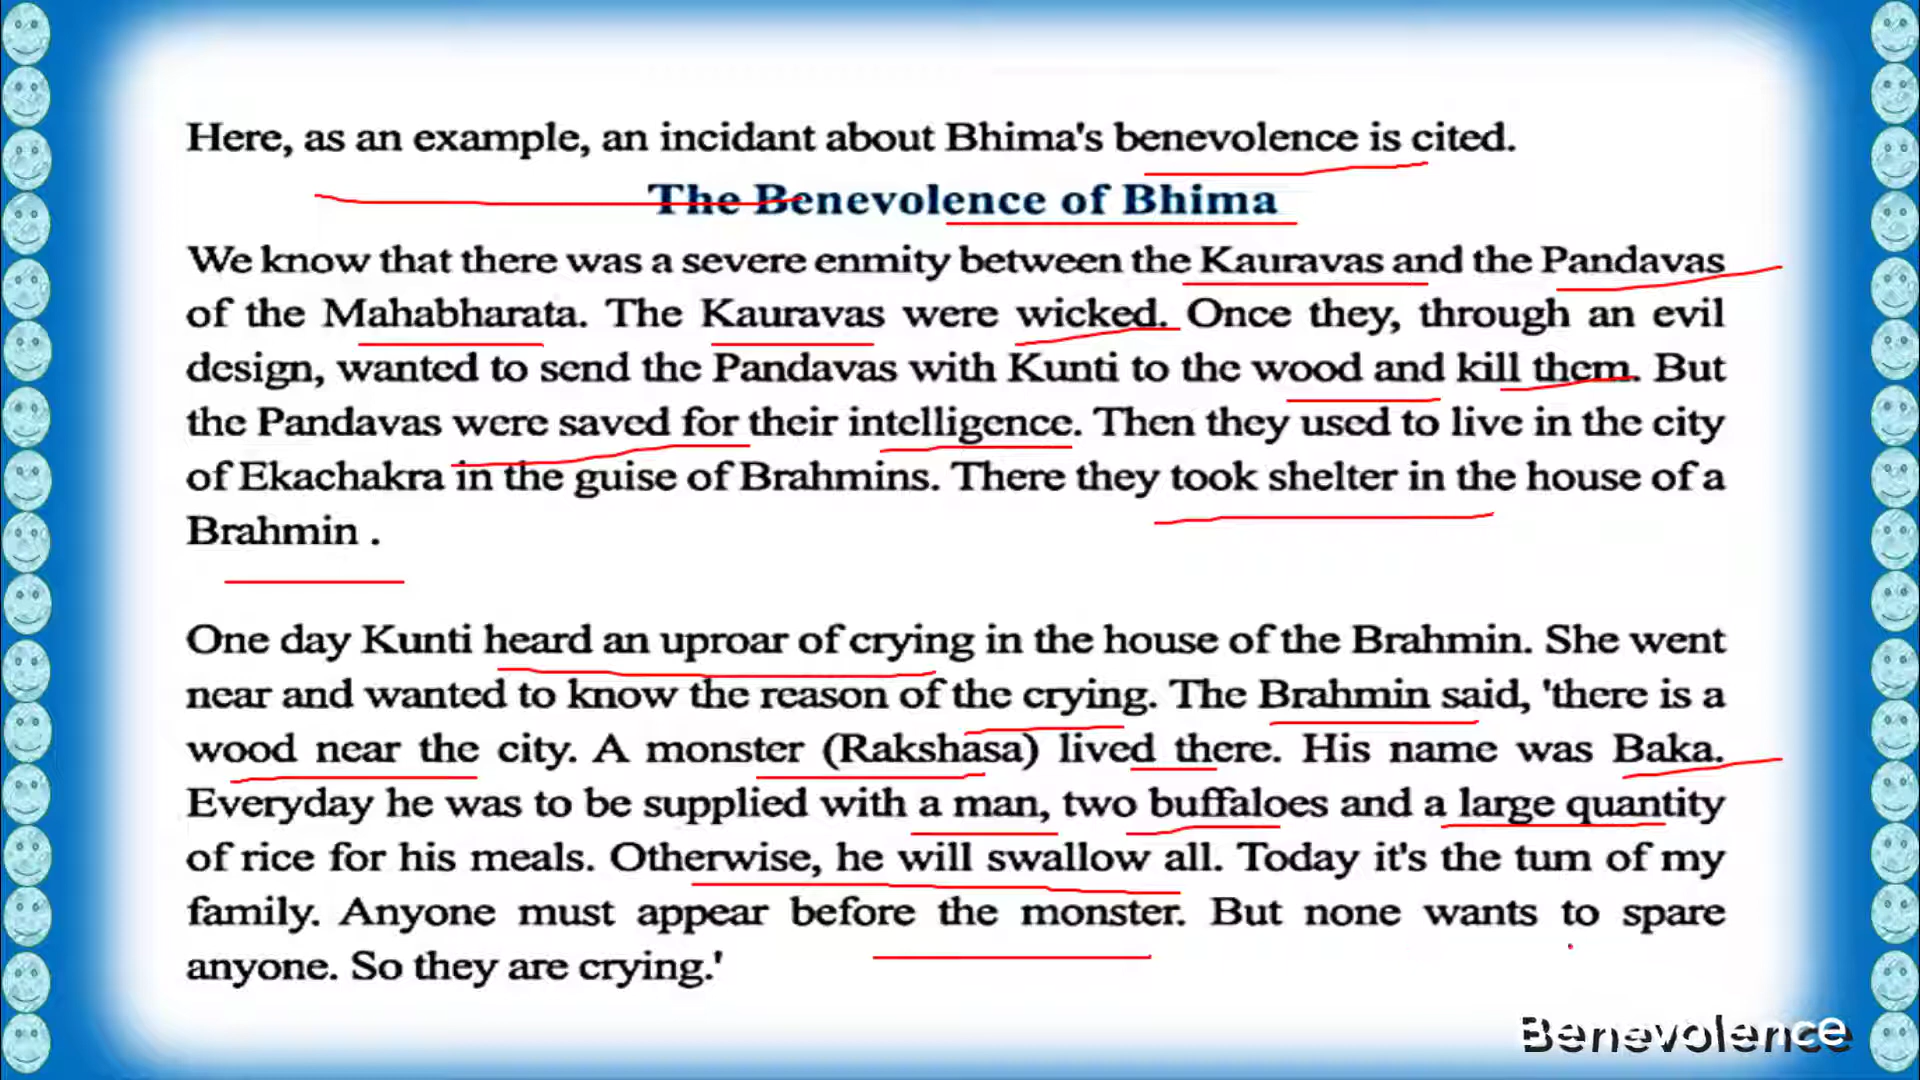 Here, as an example, an incidant about Bhima's benevolence is cited.
The Benevolence of Bhima
We know that there was a severe enmity between the Kauravas and the Pandavas
of the Mahabharata. The Kauravas were wicked. Once they, through an evil
design, wanted to send the Pandavas with Kunti to the wood and kill them. But
the Pandavas were saved for their intelligence. Then they used to live in the city
of Ekachakra in the guise of Brahmins. There they took shelter in the house of a
Brahmin .
One day Kunti heard an uproar of crying in the house of the Brahmin. She went
near and wanted to know the reason of the crying. The Brahmin said, 'there is a
wood near the city. A monster (Rakshasa) lived there. His name was Baka.
Everyday he was to be supplied with a man, two buffaloes and a large quantity
of rice for his meals. Otherwise, he will swallow all. Today it's the tum of my
family. Anyone must appear before the monster. But none wants to spare
anyone. So they are crying.'
Benevolence